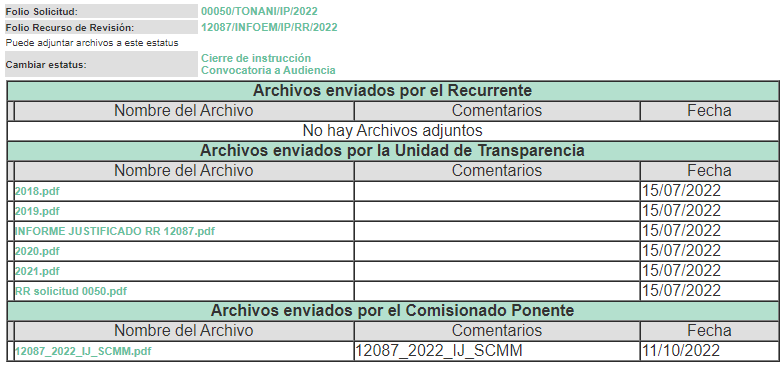 Folio Solicitud: 00050/TONANI/IP/2022
Folio Recurso de Revisión: 12087/INFOEM/IP/RR/2022
Puede adjuntar archivos a este estatus
Cambiar estatus: Cierre de instrucción
Convocatoria a Audiencia
Archivos enviados por el Recurrente
Nombre del Archivo Comentarios Fecha
No hay Archivos adjuntos
Archivos enviados por la Unidad de Transparencia
Nombre del Archivo Comentarios Fecha
2018.pdf 15/07/2022
2019.pdf 15/07/2022
INFORME JUSTIFICADO RR 12087.pdf 15/07/2022
2020.pdf 15/07/2022
2021.pdf 15/07/2022
RR solicitud 0050.pdf 15/07/2022
Archivos enviados por el Comisionado Ponente
Nombre del Archivo Comentarios Fecha
12087_2022_IJ_SCMM.pdf 12087_2022_IJ_SCMM 11/10/2022